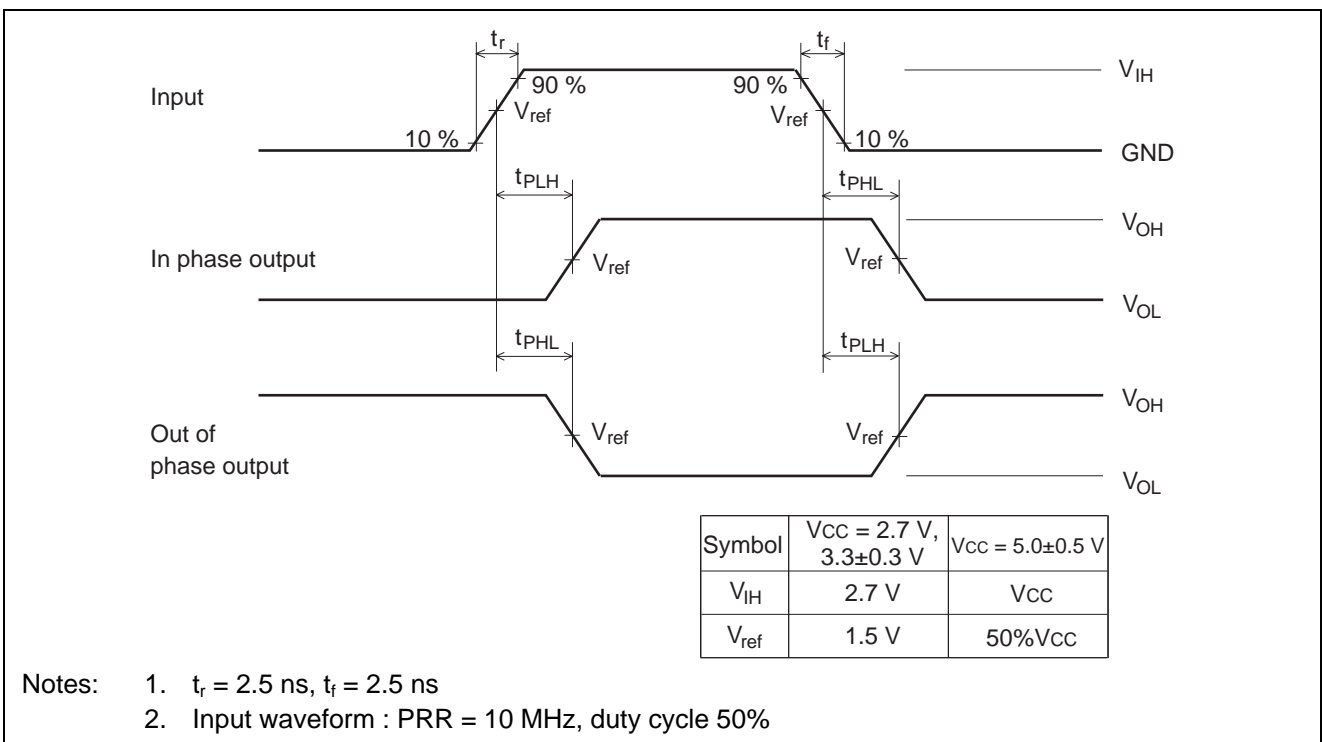 tr
tf
90 %
90 %
VIH
Input
Vref
Vref
10 %
10 %
GND
tPLH
tPHL
VOH
In phase output
Vref
Vref
VOL
tPHL
tPLH
VOH
Out of
phase output
Vref
Vref
VOL
Symbol
VCC = 2.7 V,
3.3±0.3 V
VCC = 5.0±0.5 V
VIH
2.7 V
VCC
Vref
1.5 V
50%VCC
Notes: 1. tr = 2.5 ns, tf = 2.5 ns
2. Input waveform : PRR = 10 MHz, duty cycle 50%